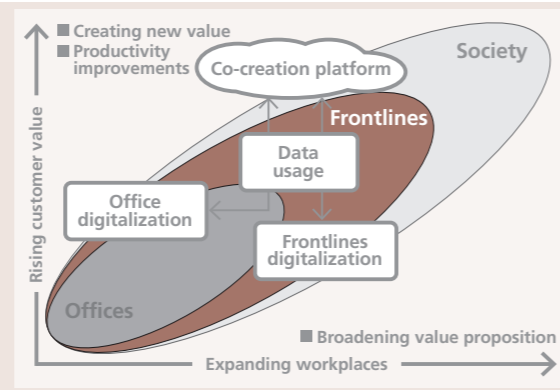 ■ Creating new value
■ Productivity
improvements
Co-creation platform
Society
Frontlines
Data
usage
Office
digitalization
Frontlines
digitalization
Offices
Rising customer value
■ Broadening value proposition
Expanding workplaces